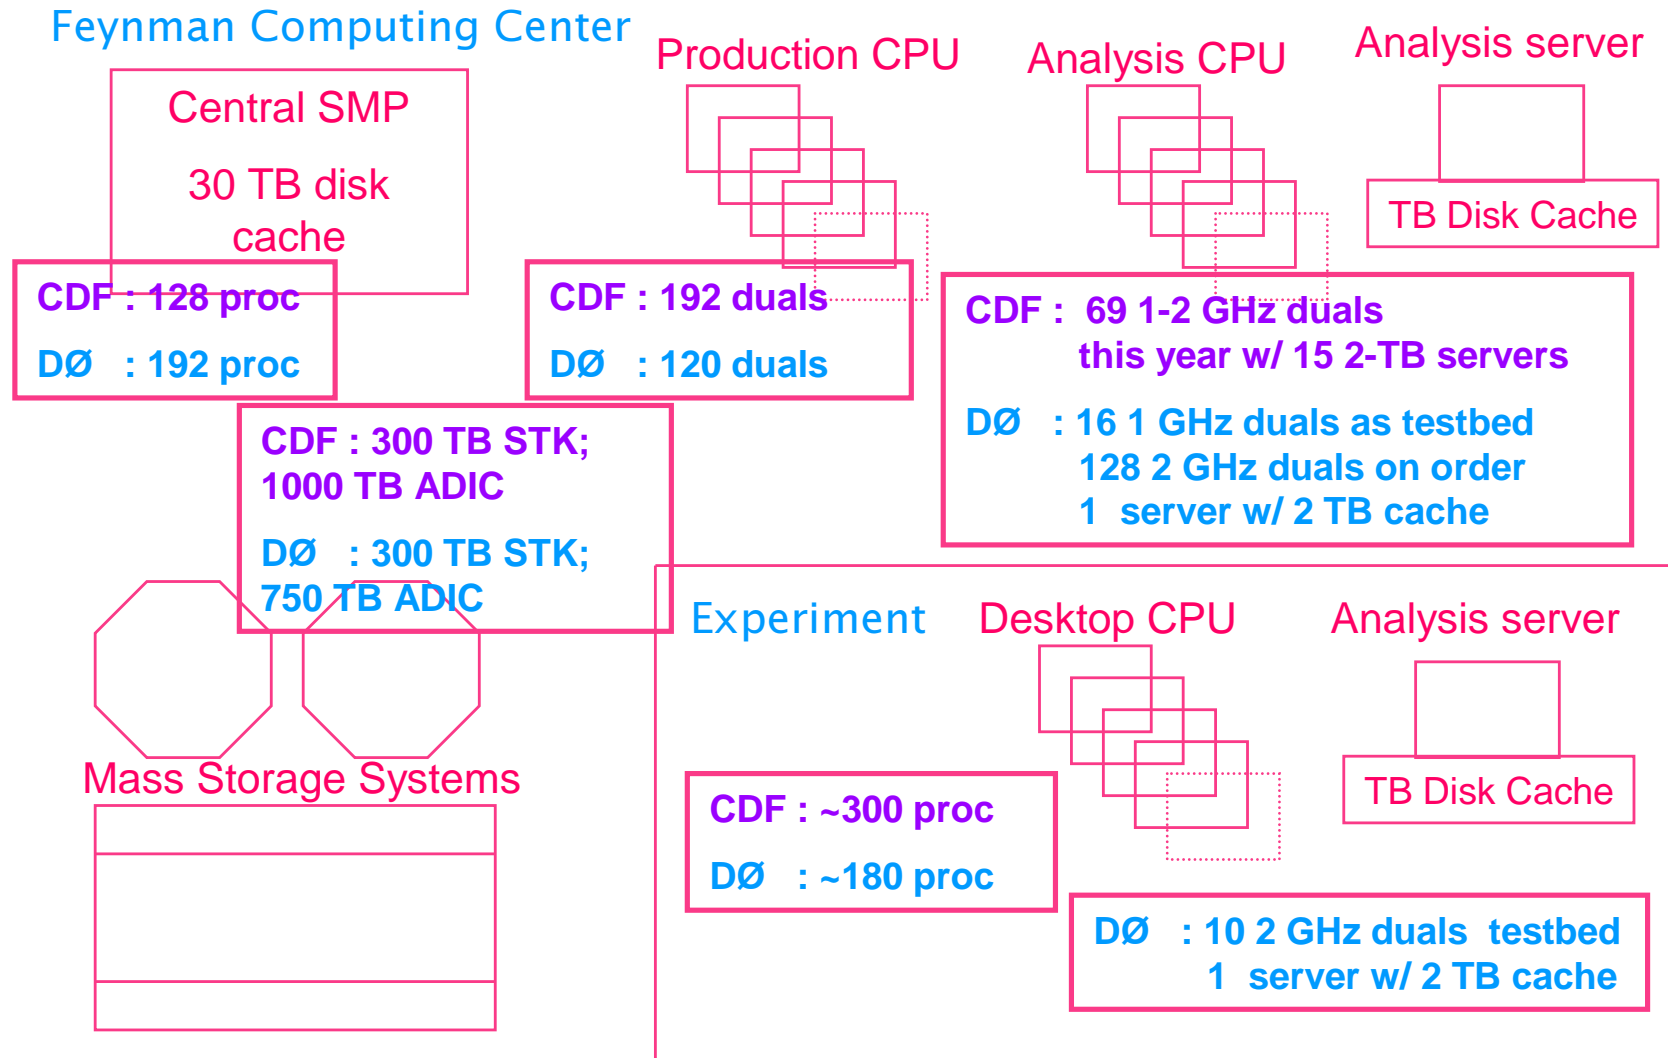 Feynman Computing Center
Central SMP
30 TB disk
cache
CDF : 128 proc
DØ : 192 proc
Production CPU
CDF : 192 duals
DØ : 120 duals
Analysis CPU
Analysis server
TB Disk Cache
CDF : 69 1-2 GHz duals
this year w/ 15 2-TB servers
DØ : 16 1 GHz duals as testbed
128 2 GHz duals on order
1 server w/ 2 TB cache
CDF : 300 TB STK;
1000 TB ADIC
DØ : 300 TB STK;
750 TB ADIC
Mass Storage Systems
Experiment
Desktop CPU
Analysis server
TB Disk Cache
CDF : ~300 proc
DØ : ~180 proc
DØ : 10 2 GHz duals testbed
1 server w/ 2 TB cache